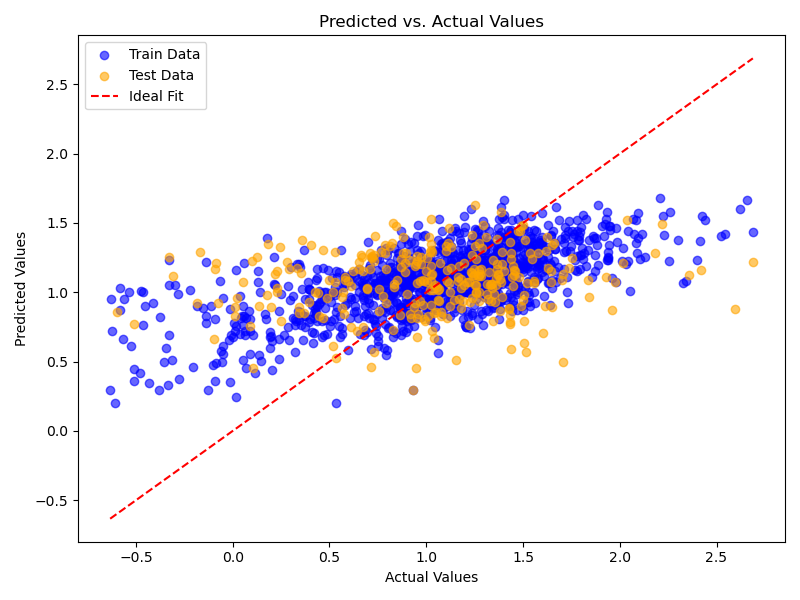 Predicted vs. Actual Values
Train Data
Test Data
Ideal Fit
2.5
2.0
1.5
1.0
0.5
0.0
−0.5
Predicted Values
−0.5 0.0 0.5 1.0 1.5 2.0 2.5
Actual Values